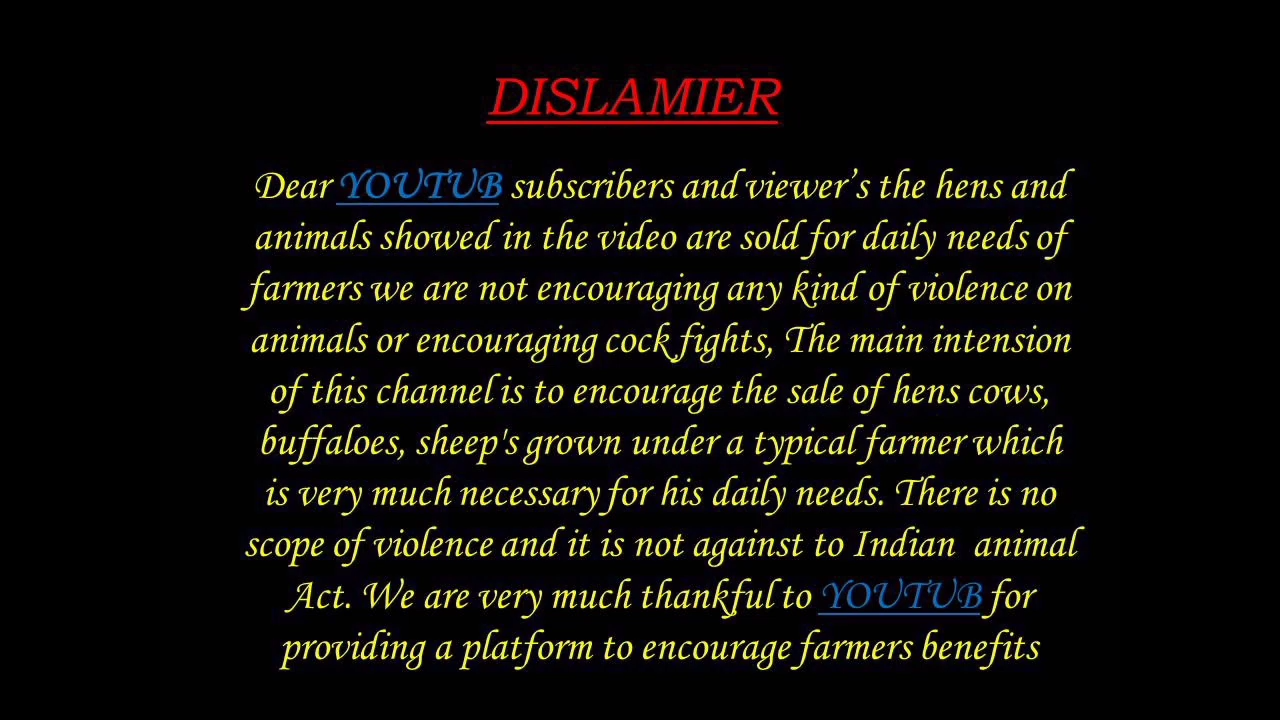 DISLAMIER
Dear YOUTUB subscribers and viewer’s the hens and
animals showed in the video are sold for daily needs of
farmers we are not encouraging any kind of violence on
animals or encouraging cock fights, The main intension
of this channel is to encourage the sale of hens cows,
buffaloes, sheep's grown under a typical farmer which
is very much necessary for his daily needs. There is no
scope of violence and it is not against to Indian  animal
Act. We are very much thankful to YOUTUB for
providing a platform to encourage farmers benefits